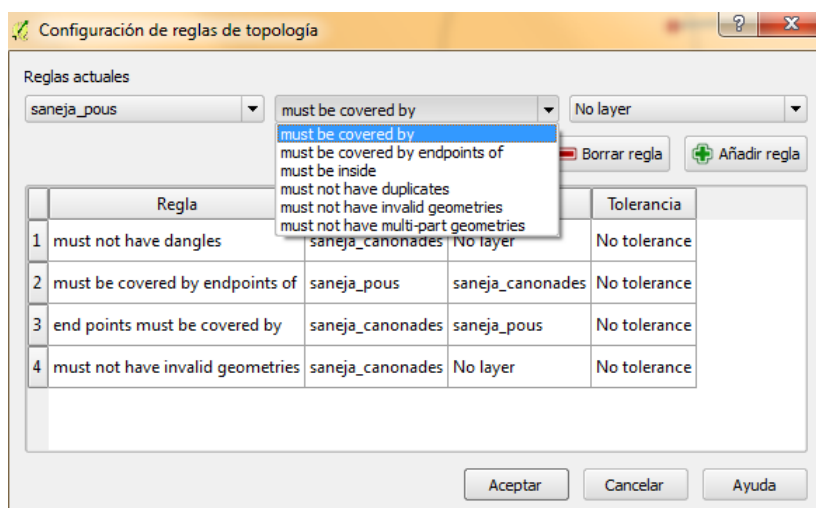 Configuración de reglas de topología
Reglas actuales
saneja_pous must be covered by No layer
must be covered by
must be covered by endpoints of
must be inside
must not have duplicates
must not have invalid geometries
must not have multi-part geometries
Borrar regla Añadir regla
Regla Tolerancia
1 must not have dangles saneja_canonades No layer No tolerance
2 must be covered by endpoints of saneja_pous saneja_canonades No tolerance
3 end points must be covered by saneja_canonades saneja_pous No tolerance
4 must not have invalid geometries saneja_canonades No layer No tolerance
Aceptar Cancelar Ayuda